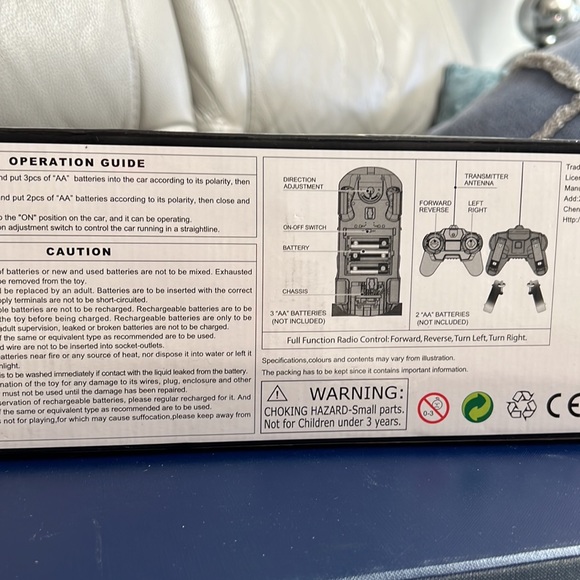 OPERATION GUIDE
nd put 3pcs of "AA" batteries into the car according to its polarity, then
nd put 2pcs of "AA" batteries according to its polarity, then close and
o the "ON" position on the car, and it can be operating.
n adjustment switch to control the car running in a straightline.
CAUTION
of batteries or new and used batteries are not to be mixed. Exhausted
be removed from the toy.
l be replaced by an adult. Batteries are to be inserted with the correct
ply terminals are not to be short-circuited.
le batteries are not to be recharged. Rechargeable batteries are to be
the toy before being charged. Rechargeable batteries are only to be
adult supervision, leaked or broken batteries are not to be charged.
f the same or equivalent type as recommended are to be used.
d wire are not to be inserted into socket-outlets.
atteries near fire or any source of heat, nor dispose it into water or left it
nlight.
is to be washed immediately if contact with the liquid leaked from the battery.
nation of the toy for any damage to its wires, plug, enclosure and other
must not be used until the damage has been repaired.
servation of rechargeable batteries, please regular recharged for it. And
f the same or equivalent type as recommended are to be used.
s not for playing,for which may cause suffocation,please keep away from
DIRECTION
ADJUSTMENT
ON-OFF SWITCH
BATTERY
CHASSIS
3 "AA" BATTERIES
(NOT INCLUDED)
TRANSMITTER
ANTENNA
FORWARD
REVERSE
LEFT
RIGHT
2 "AA" BATTERIES
(NOT INCLUDED)
Full Function Radio Control: Forward, Reverse, Turn Left, Turn Right.
Specifications,colours and contents may vary from illustration.
The packing has to be kept since it contains important information.
WARNING:
CHOKING HAZARD-Small parts.
Not for Children under 3 years.
0-3
CE
Trad
Lice
Manu
Add:
Chen
Http:/